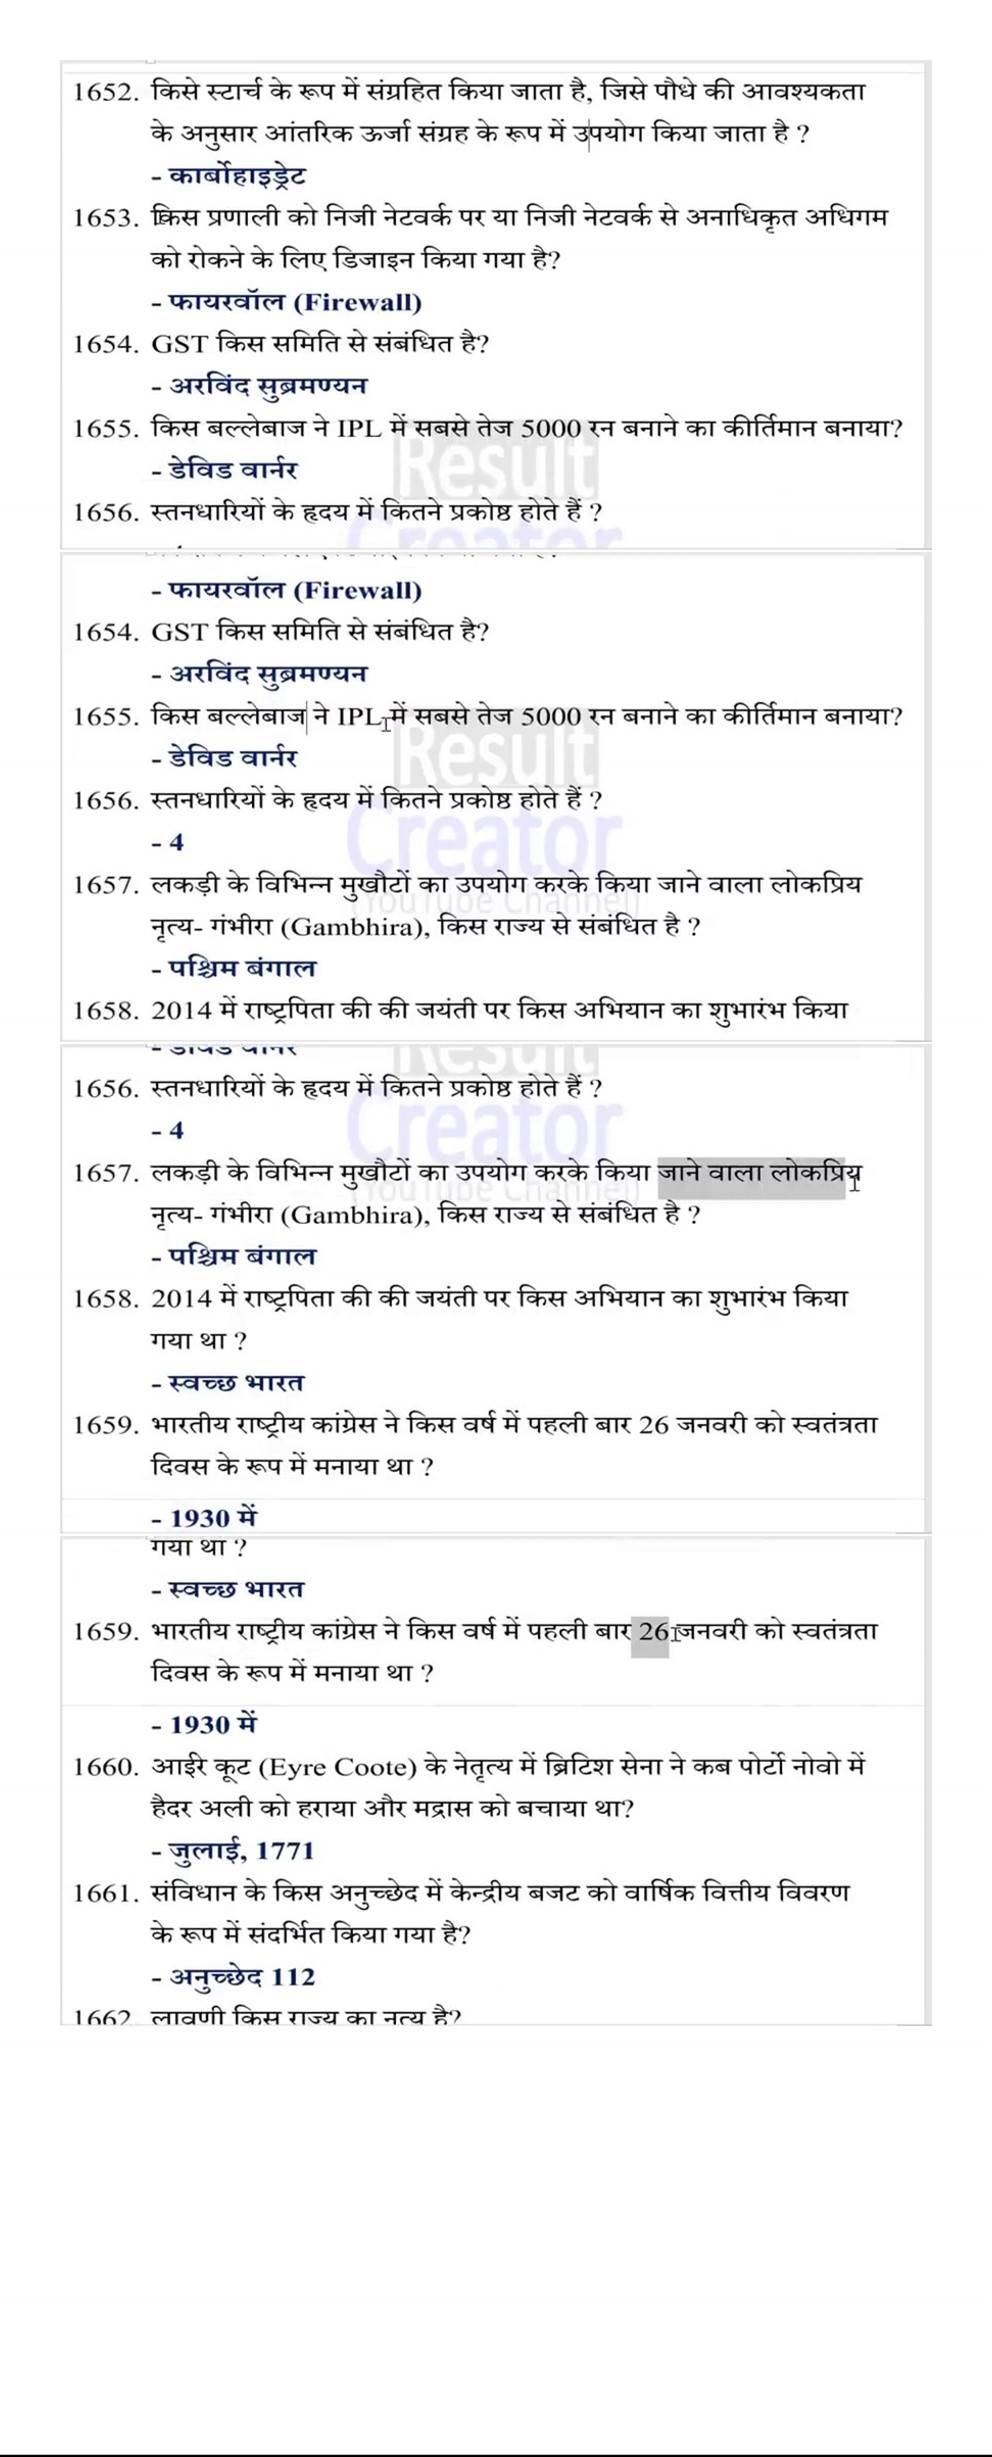 1652. किसे स्टार्च के रूप में संग्रहित किया जाता है, जिसे पौधे की आवश्यकता
के अनुसार आंतरिक ऊर्जा संग्रह के रूप में उपयोग किया जाता है ?
- कार्बोहाइड्रेट
1653. किस प्रणाली को निजी नेटवर्क पर या निजी नेटवर्क से अनाधिकृत अधिगम
को रोकने के लिए डिजाइन किया गया है?
- फायरवॉल (Firewall)
1654. GST किस समिति से संबंधित है?
- अरविंद सुब्रमण्यन
1655. किस बल्लेबाज ने IPL में सबसे तेज 5000 रन बनाने का कीर्तिमान बनाया?
Result
- डेविड वार्नर
1656. स्तनधारियों के हृदय में कितने प्रकोष्ठ होते हैं ?
Creator
- फायरवॉल (Firewall)
1654. GST किस समिति से संबंधित है?
- अरविंद सुब्रमण्यन
1655. किस बल्लेबाज ने IPL में सबसे तेज 5000 रन बनाने का कीर्तिमान बनाया?
Result
- डेविड वार्नर
1656. स्तनधारियों के हृदय में कितने प्रकोष्ठ होते हैं ?
Creator
- 4
1657. लकड़ी के विभिन्न मुखौटों का उपयोग करके किया जाने वाला लोकप्रिय
(YouTube Channel)
नृत्य- गंभीरा (Gambhira), किस राज्य से संबंधित है ?
- पश्चिम बंगाल
1658. 2014 में राष्ट्रपिता की की जयंती पर किस अभियान का शुभारंभ किया
- डेविड वार्नर
Result
1656. स्तनधारियों के हृदय में कितने प्रकोष्ठ होते हैं ?
Creator
- 4
1657. लकड़ी के विभिन्न मुखौटों का उपयोग करके किया जाने वाला लोकप्रिय
(YouTube Channel)
नृत्य- गंभीरा (Gambhira), किस राज्य से संबंधित है ?
- पश्चिम बंगाल
1658. 2014 में राष्ट्रपिता की की जयंती पर किस अभियान का शुभारंभ किया
गया था ?
- स्वच्छ भारत
1659. भारतीय राष्ट्रीय कांग्रेस ने किस वर्ष में पहली बार 26 जनवरी को स्वतंत्रता
दिवस के रूप में मनाया था ?
- 1930 में
गया था ?
- स्वच्छ भारत
1659. भारतीय राष्ट्रीय कांग्रेस ने किस वर्ष में पहली बार 26 जनवरी को स्वतंत्रता
दिवस के रूप में मनाया था ?
- 1930 में
1660. आईरे कूट (Eyre Coote) के नेतृत्य में ब्रिटिश सेना ने कब पोर्टो नोवो में
हैदर अली को हराया और मद्रास को बचाया था?
- जुलाई, 1771
1661. संविधान के किस अनुच्छेद में केन्द्रीय बजट को वार्षिक वित्तीय विवरण
के रूप में संदर्भित किया गया है?
- अनुच्छेद 112
1662. लावणी किस राज्य का नृत्य है?